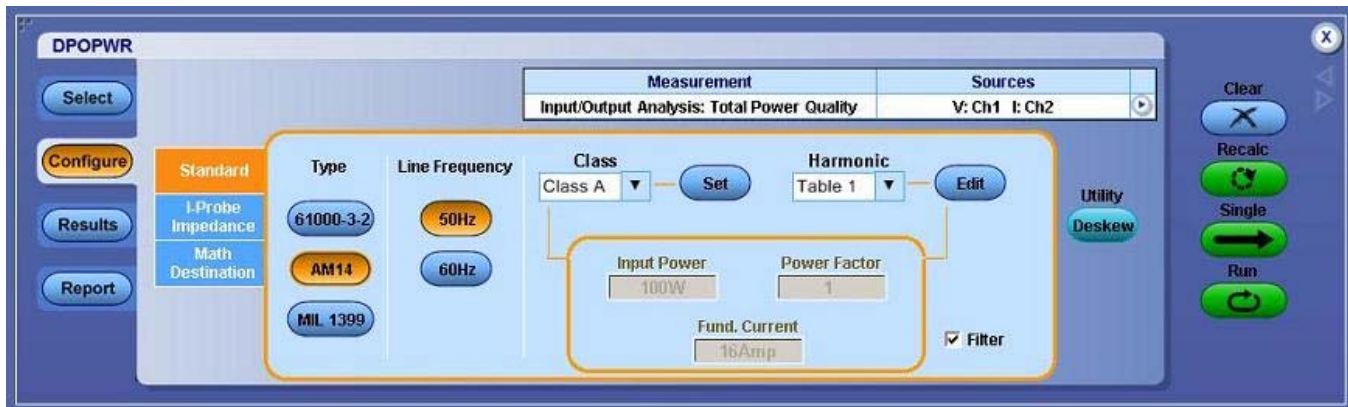 DPOPWR
X
Select
Configure
Results
Report
Measurement Sources
Input/Output Analysis: Total Power Quality V: Ch1 I: Ch2
Standard
I-Probe
Impedance
Math
Destination
Type
61000-3-2
AM14
MIL 1399
Line Frequency
50Hz
60Hz
Class
Class A
Set
Harmonic
Table 1
Edit
Input Power
100W
Power Factor
1
Fund. Current
16Amp
Filter
Utility
Deskew
Clear
Recalc
Single
Run